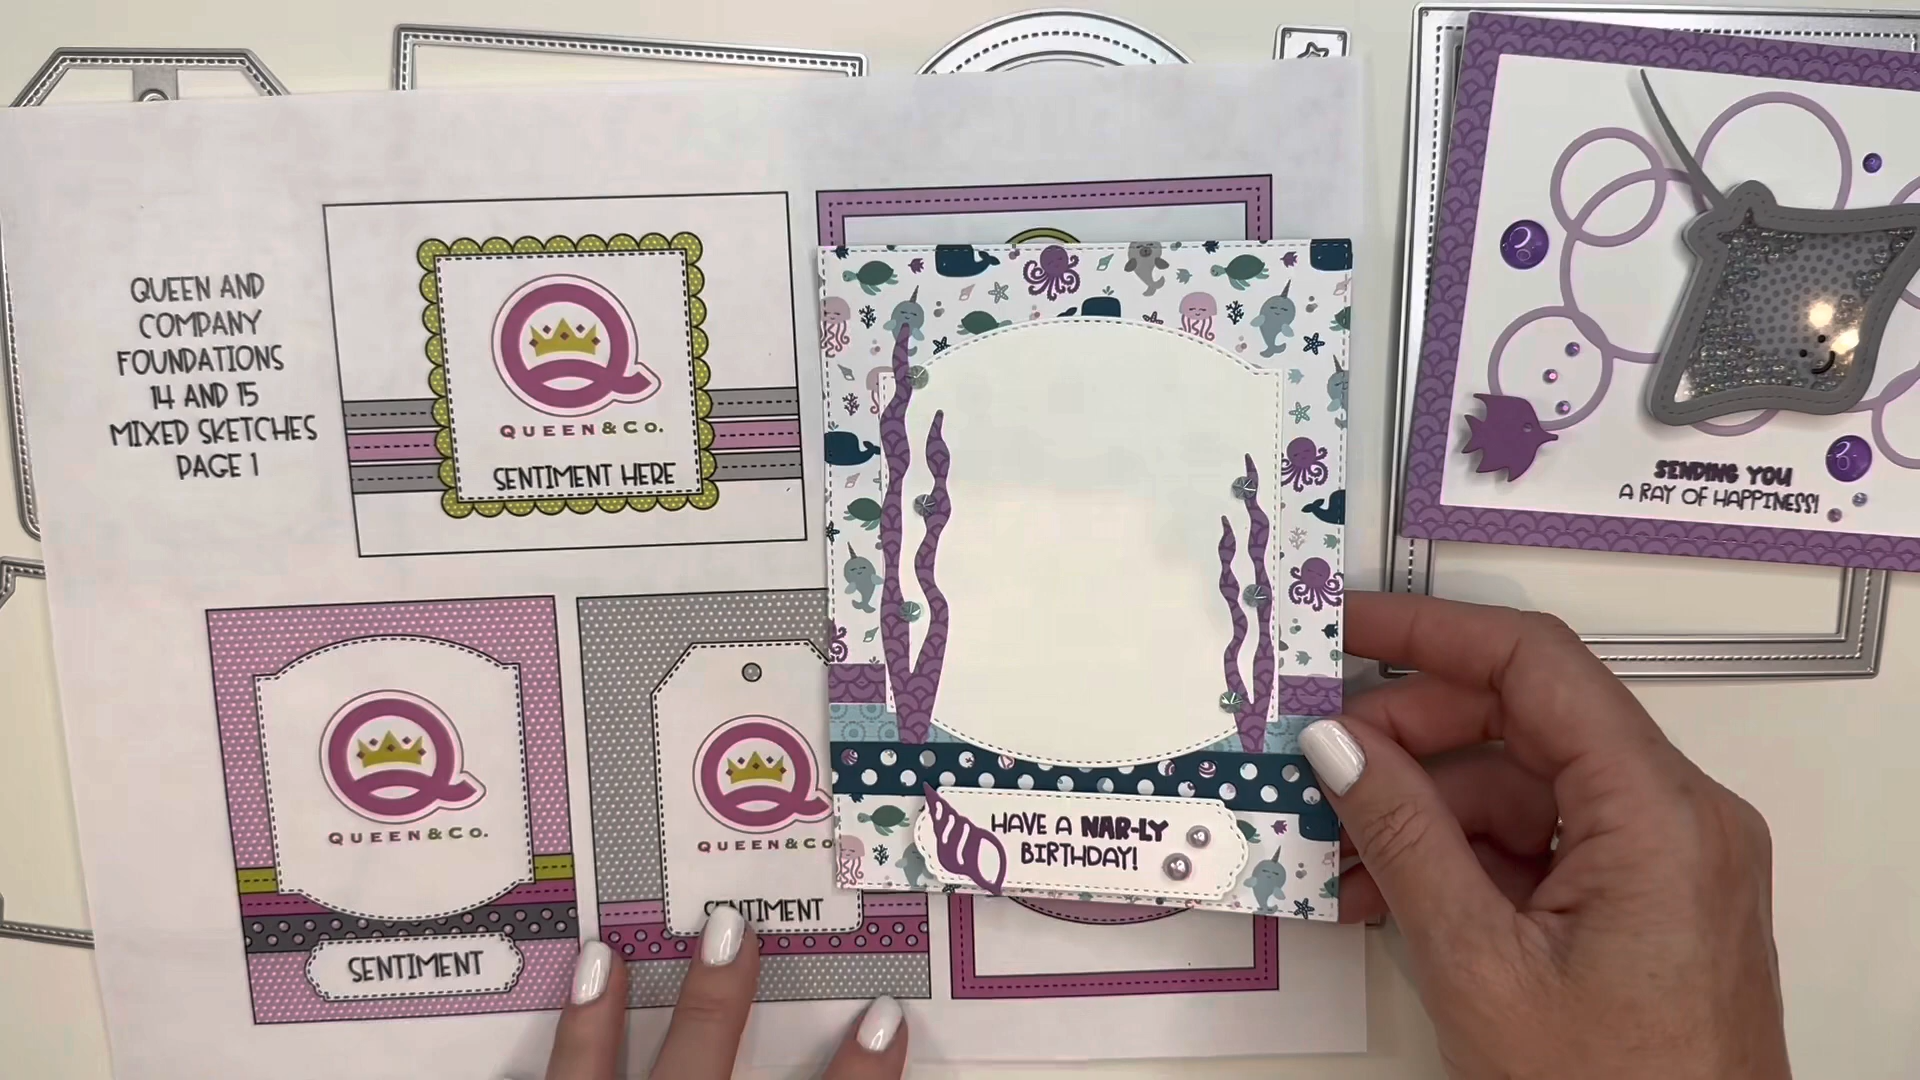 QUEEN AND
COMPANY
FOUNDATIONS
14 AND 15
MIXED SKETCHES
PAGE 1
Q
QUEEN&CO.
SENTIMENT HERE
Q
QUEEN&CO.
SENTIMENT
Q
QUEEN&CO
SENTIMENT
HAVE A NAR-LY
BIRTHDAY!
SENDING YOU
A RAY OF HAPPINESS!